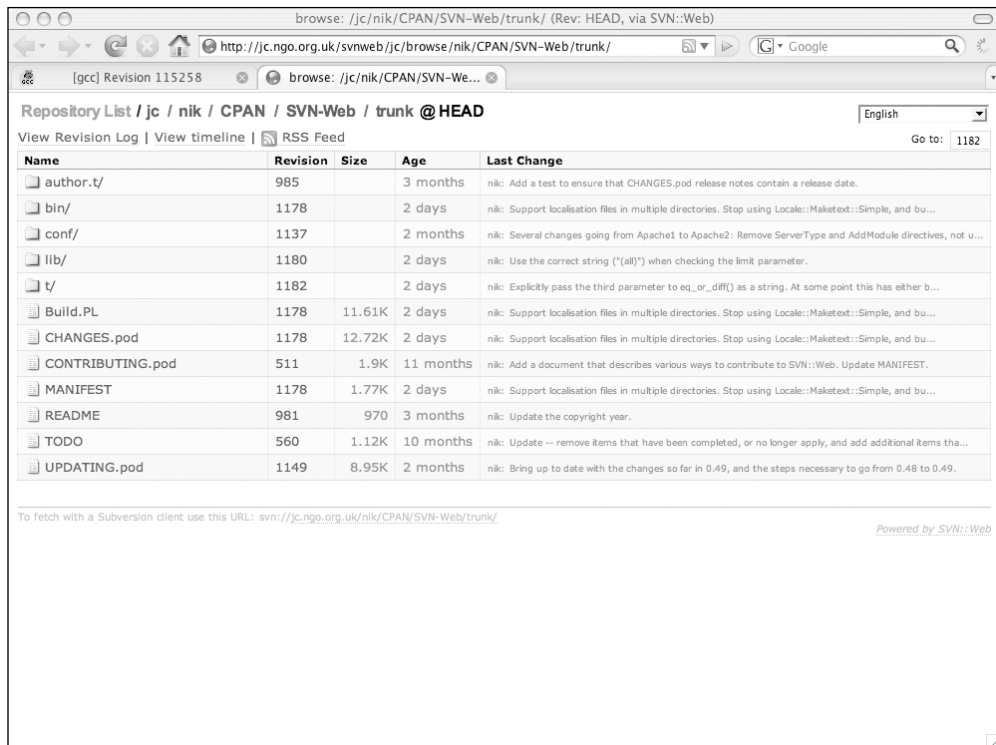 browse: /jc/nik/CPAN/SVN-Web/trunk/ (Rev: HEAD, via SVN::Web)
http://jc.ngo.org.uk/svnweb/jc/browse/nik/CPAN/SVN-Web/trunk/ G Google
[gcc] Revision 115258 browse: /jc/nik/CPAN/SVN-We...
Repository List / jc / nik / CPAN / SVN-Web / trunk @ HEAD English
View Revision Log | View timeline | RSS Feed Go to: 1182
Name Revision Size Age Last Change
author.t/ 985 3 months nik: Add a test to ensure that CHANGES.pod release notes contain a release date.
bin/ 1178 2 days nik: Support localisation files in multiple directories. Stop using Locale::Maketext::Simple, and bu...
conf/ 1137 2 months nik: Several changes going from Apache1 to Apache2: Remove ServerType and AddModule directives, not u...
lib/ 1180 2 days nik: Use the correct string ("(all)") when checking the limit parameter.
t/ 1182 2 days nik: Explicitly pass the third parameter to eq_or_diff() as a string. At some point this has either b...
Build.PL 1178 11.61K 2 days nik: Support localisation files in multiple directories. Stop using Locale::Maketext::Simple, and bu...
CHANGES.pod 1178 12.72K 2 days nik: Support localisation files in multiple directories. Stop using Locale::Maketext::Simple, and bu...
CONTRIBUTING.pod 511 1.9K 11 months nik: Add a document that describes various ways to contribute to SVN::Web. Update MANIFEST.
MANIFEST 1178 1.77K 2 days nik: Support localisation files in multiple directories. Stop using Locale::Maketext::Simple, and bu...
README 981 970 3 months nik: Update the copyright year.
TODO 560 1.12K 10 months nik: Update -- remove items that have been completed, or no longer apply, and add additional items tha...
UPDATING.pod 1149 8.95K 2 months nik: Bring up to date with the changes so far in 0.49, and the steps necessary to go from 0.48 to 0.49.
To fetch with a Subversion client use this URL: svn://jc.ngo.org.uk/nik/CPAN/SVN-Web/trunk/
Powered by SVN::Web